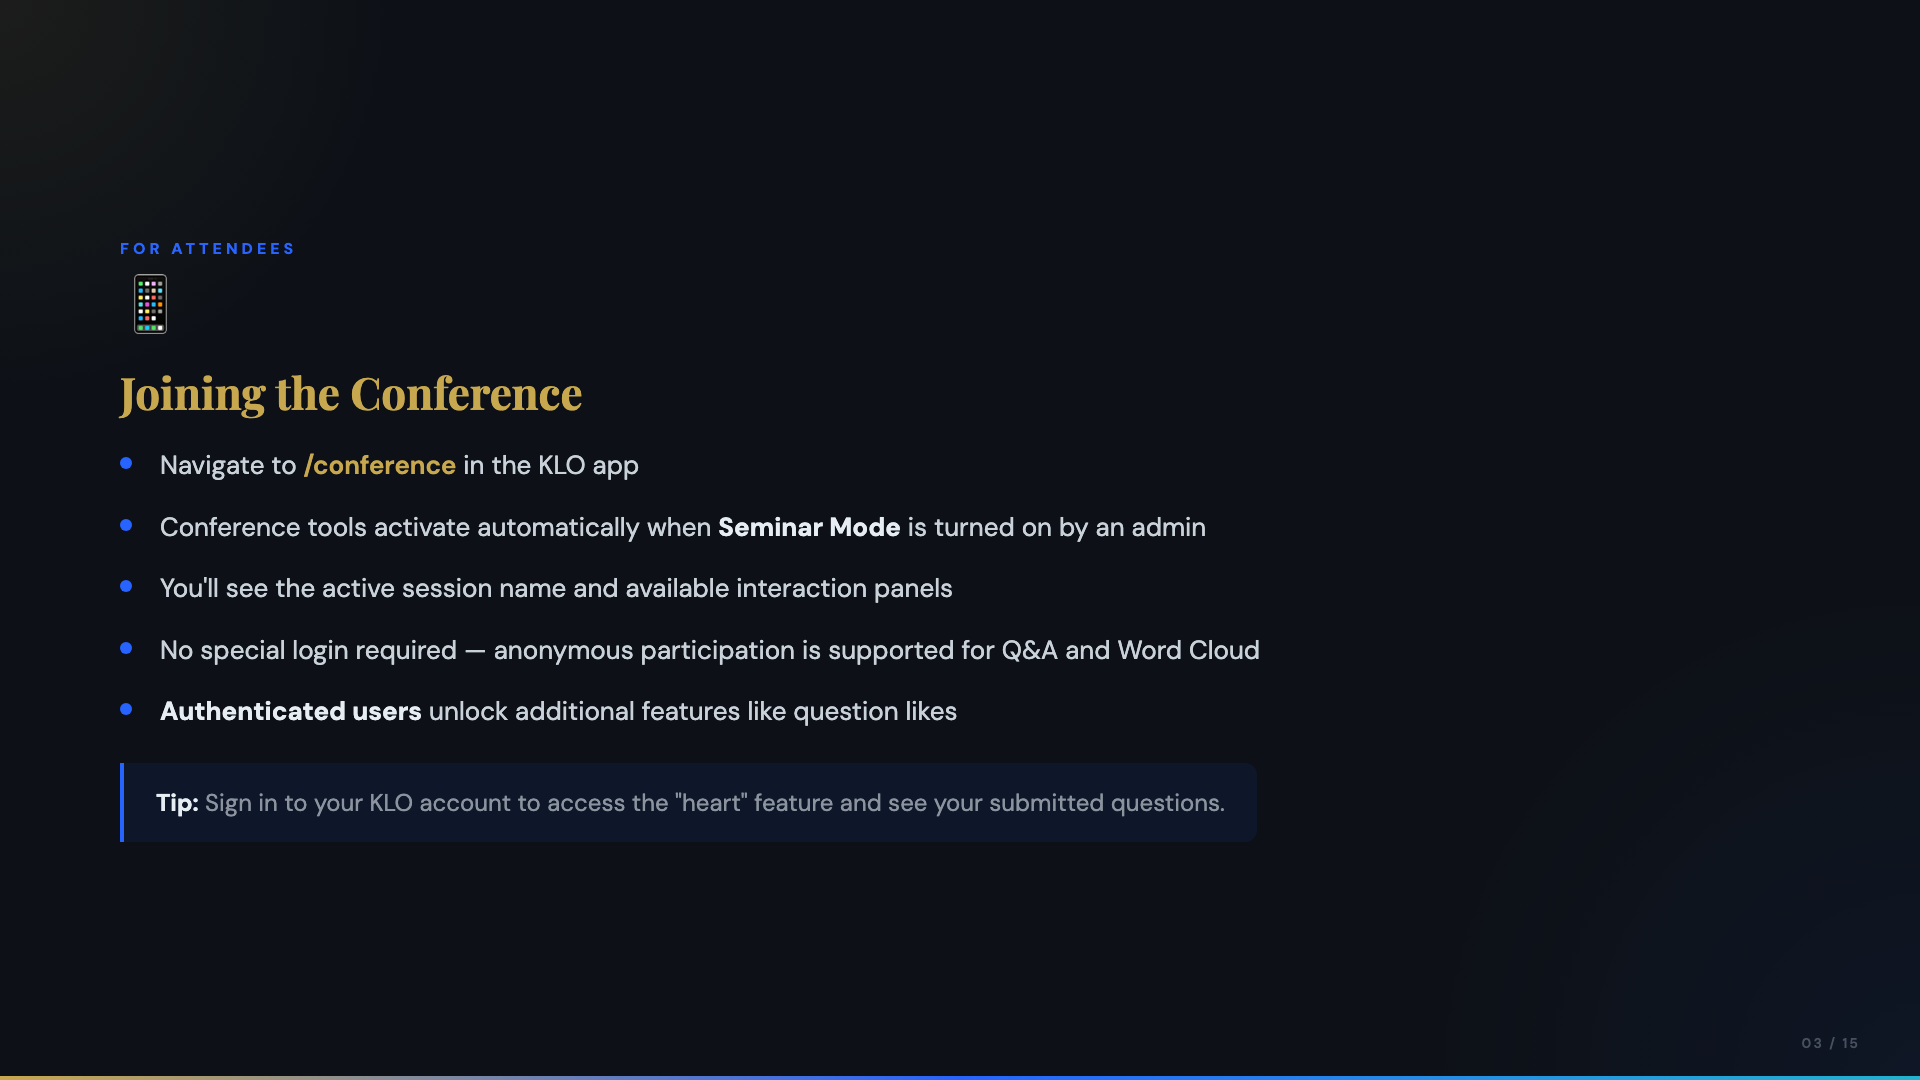 FOR ATTENDEES
Joining the Conference
Navigate to /conference in the KLO app
Conference tools activate automatically when Seminar Mode is turned on by an admin
You'll see the active session name and available interaction panels
No special login required — anonymous participation is supported for Q&A and Word Cloud
Authenticated users unlock additional features like question likes
Tip: Sign in to your KLO account to access the "heart" feature and see your submitted questions.
03 / 15